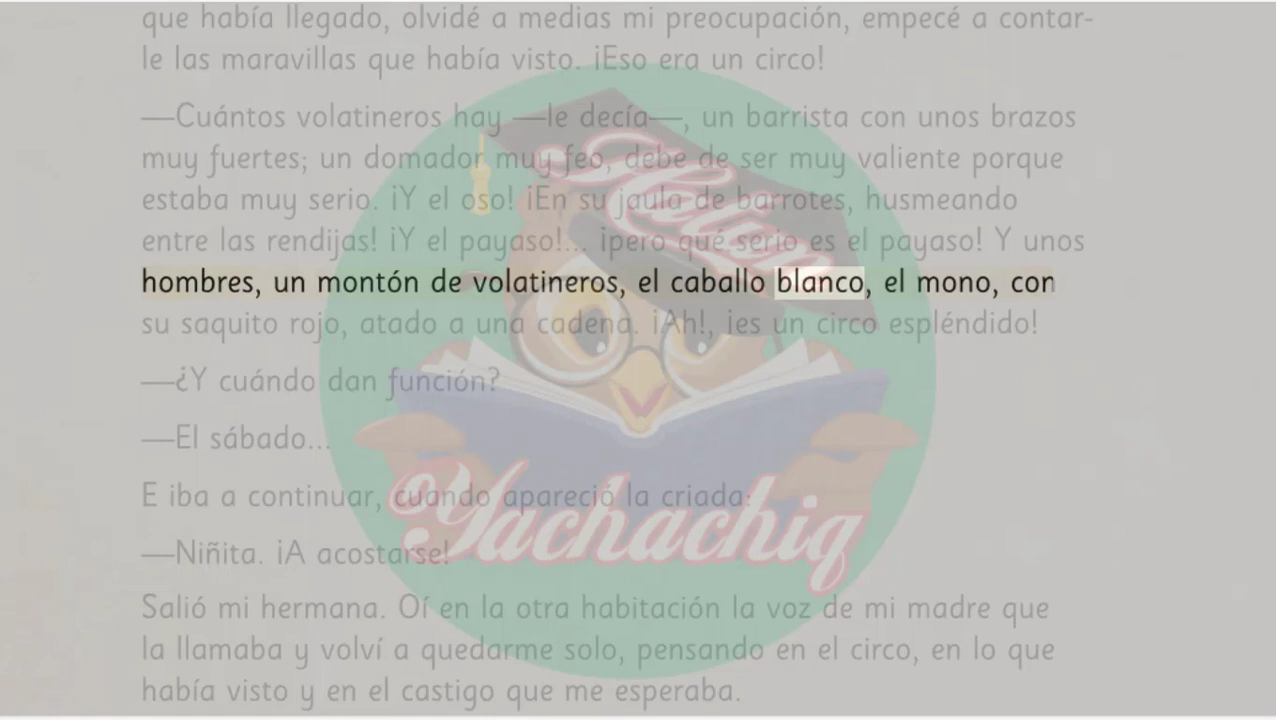 que había llegado, olvidé a medias mi preocupación, empecé a contar-
le las maravillas que había visto. ¡Eso era un circo!
—Cuántos volatineros hay —le decía—, un barrista con unos brazos
muy fuertes; un domador muy feo, debe de ser muy valiente porque
estaba muy serio. ¡Y el oso! ¡En su jaula de barrotes, husmeando
entre las rendijas! ¡Y el payaso!... ¡pero qué serio es el payaso! Y unos
hombres, un montón de volatineros, el caballo blanco, el mono, con
su saquito rojo, atado a una cadena. ¡Ah!, ¡es un circo espléndido!
—¿Y cuándo dan función?
—El sábado...
E iba a continuar, cuando apareció la criada:
—Niñita. ¡A acostarse!
Salió mi hermana. Oí en la otra habitación la voz de mi madre que
la llamaba y volví a quedarme solo, pensando en el circo, en lo que
había visto y en el castigo que me esperaba.
Yachachiq